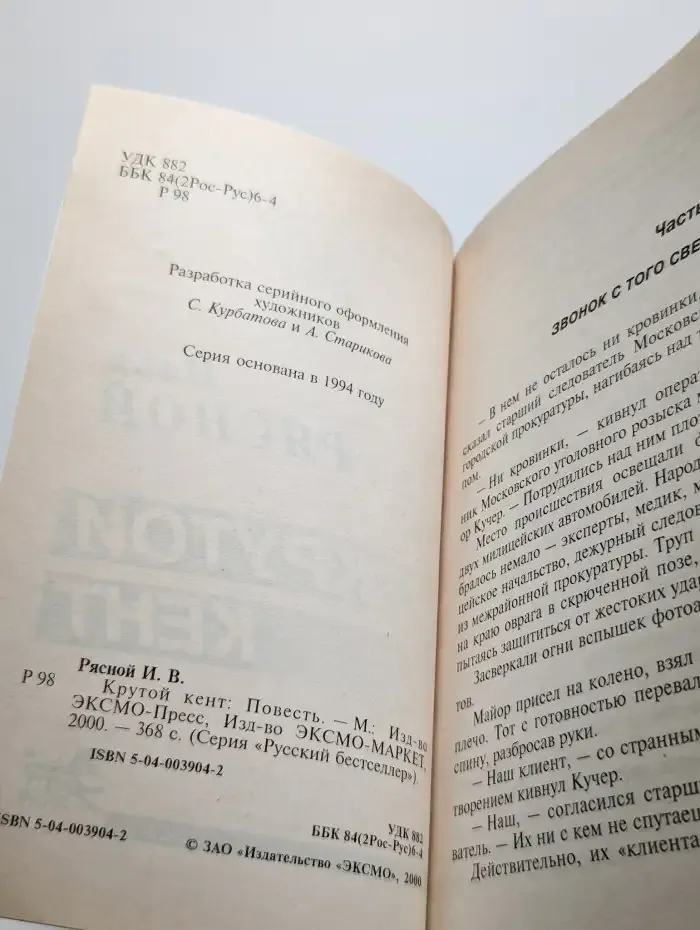 УДК 882
ББК 84(2Рос-Рус)6-4
Р 98
Разработка серийного оформления
художников
С. Курбатова и А. Старикова
Серия основана в 1994 году
РЯСНОЙ
КРУТОЙ
КЕНТ
Рясной И. В.
Р 98 Крутой кент: Повесть. — М.: Изд-во
ЭКСМО-Пресс, Изд-во ЭКСМО-МАРКЕТ,
2000. — 368 с. (Серия «Русский бестселлер»).
ISBN 5-04-003904-2
УДК 882
ББК 84(2Рос-Рус)6-4
ISBN 5-04-003904-2
© ЗАО «Издательство «ЭКСМО», 2000
Часть
ЗВОНОК С ТОГО СВЕ
— В нем не осталось ни кровинки,
сказал старший следователь Московс
городской прокуратуры, нагибаясь над т
пом.
— Ни кровинки, — кивнул опера
ник Московского уголовного розыска м
ор Кучер. — Потрудились над ним пло
Место происшествия освещали ф
двух милицейских автомобилей. Народ
бралось немало — эксперты, медик, м
цейское начальство, дежурный следов
из межрайонной прокуратуры. Труп
на краю оврага в скрюченной позе,
пытаясь защититься от жестоких удар
Засверкали огни вспышек фотоа
тов.
Майор присел на колено, взял
плечо. Тот с готовностью перевал
спину, разбросав руки.
— Наш клиент, — со странным
творением кивнул Кучер.
— Наш, — согласился старш
ватель. — Их ни с кем не спутаеш
Действительно, их «клиента